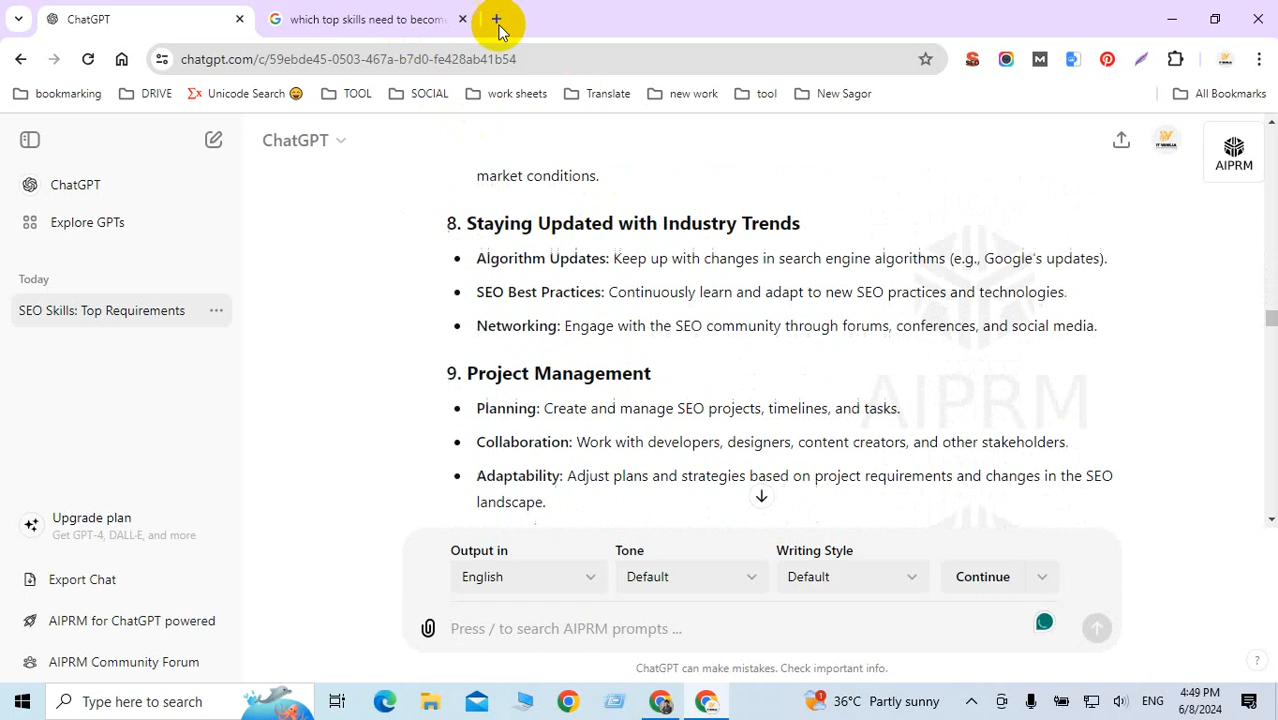 ChatGPT
which top skills need to becom
chatgpt.com/c/59ebde45-0503-467a-b7d0-fe428ab41b54
bookmarking
DRIVE
Unicode Search
TOOL
SOCIAL
work sheets
Translate
new work
tool
New Sagor
All Bookmarks
ChatGPT
AIPRM
ChatGPT
Explore GPTs
Today
SEO Skills: Top Requirements
market conditions.
8. Staying Updated with Industry Trends
Algorithm Updates: Keep up with changes in search engine algorithms (e.g., Google's updates).
SEO Best Practices: Continuously learn and adapt to new SEO practices and technologies.
Networking: Engage with the SEO community through forums, conferences, and social media.
9. Project Management
Planning: Create and manage SEO projects, timelines, and tasks.
AIPRM
Collaboration: Work with developers, designers, content creators, and other stakeholders.
Adaptability: Adjust plans and strategies based on project requirements and changes in the SEO
landscape.
Upgrade plan
Get GPT-4, DALL·E, and more
Export Chat
AIPRM for ChatGPT powered
AIPRM Community Forum
Output in
Tone
Writing Style
English
Default
Default
Continue
Press / to search AIPRM prompts ...
ChatGPT can make mistakes. Check important info.
Type here to search
36°C Partly sunny
ENG
4:49 PM
6/8/2024